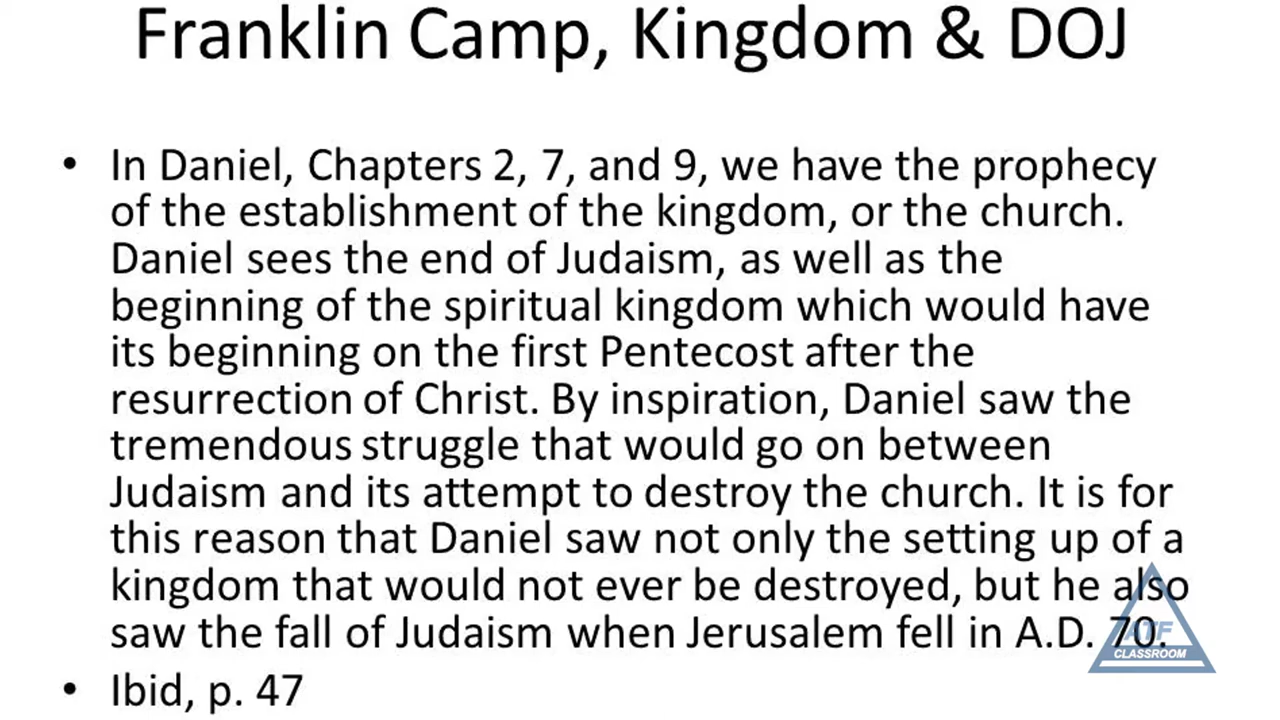 Franklin Camp, Kingdom & DOJ
• In Daniel, Chapters 2, 7, and 9, we have the prophecy
of the establishment of the kingdom, or the church.
Daniel sees the end of Judaism, as well as the
beginning of the spiritual kingdom which would have
its beginning on the first Pentecost after the
resurrection of Christ. By inspiration, Daniel saw the
tremendous struggle that would go on between
Judaism and its attempt to destroy the church. It is for
this reason that Daniel saw not only the setting up of a
kingdom that would not ever be destroyed, but he also
saw the fall of Judaism when Jerusalem fell in A.D. 70.
ATF
CLASSROOM
• Ibid, p. 47